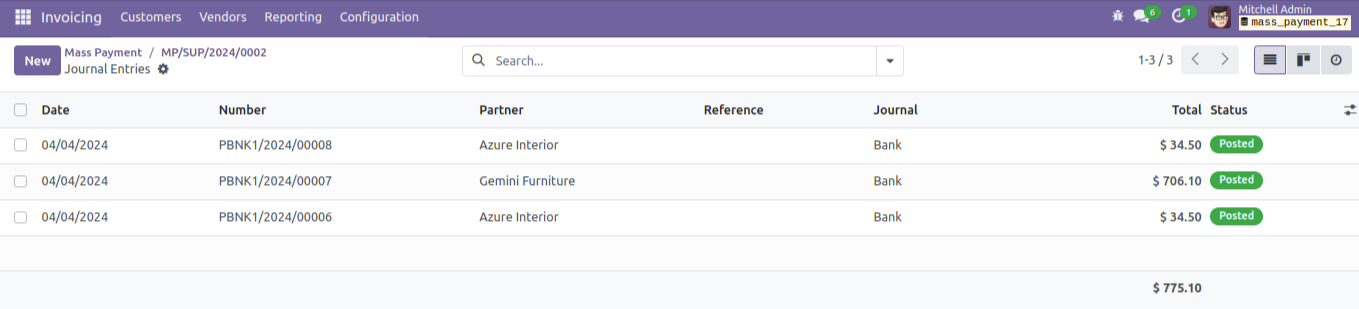 Invoicing Customers Vendors Reporting Configuration 6 1 Mitchell Admin
mass_payment_17
New Mass Payment / MP/SUP/2024/0002
Journal Entries
Search...
1-3 / 3
Date Number Partner Reference Journal Total Status
04/04/2024 PBNK1/2024/00008 Azure Interior Bank $ 34.50 Posted
04/04/2024 PBNK1/2024/00007 Gemini Furniture Bank $ 706.10 Posted
04/04/2024 PBNK1/2024/00006 Azure Interior Bank $ 34.50 Posted
$ 775.10